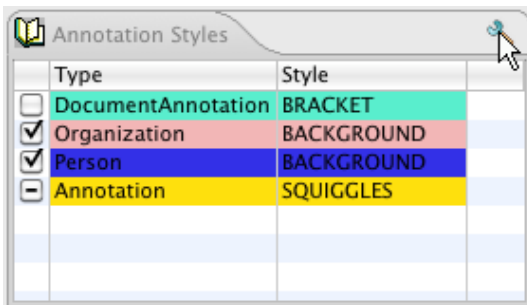 Annotation Styles
Type Style
DocumentAnnotation BRACKET
Organization BACKGROUND
Person BACKGROUND
Annotation SQUIGGLES